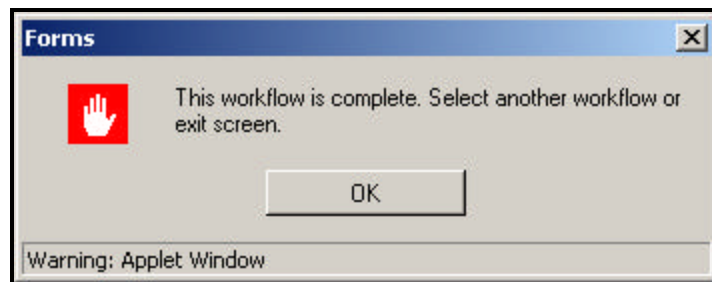 Forms
This workflow is complete. Select another workflow or
exit screen.
OK
Warning: Applet Window